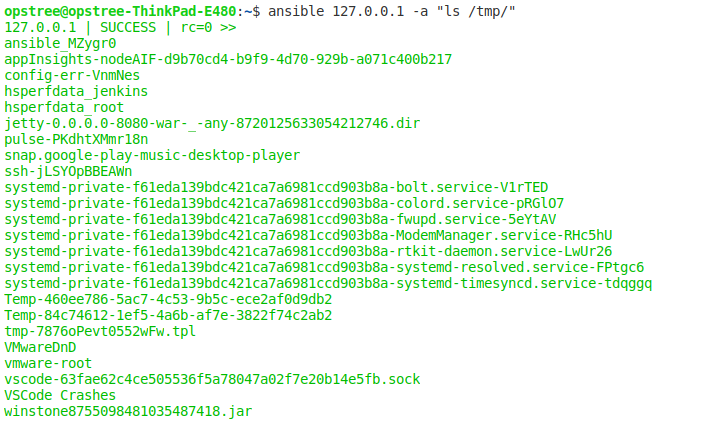 opstree@opstree-ThinkPad-E480:~$ ansible 127.0.0.1 -a "ls /tmp/"
127.0.0.1 | SUCCESS | rc=0 >>
ansible_MZygr0
appInsights-nodeAIF-d9b70cd4-b9f9-4d70-929b-a071c400b217
config-err-VnmNes
hsperfdata_jenkins
hsperfdata_root
jetty-0.0.0.0-8080-war-_-any-8720125633054212746.dir
pulse-PKdhtXMmr18n
snap.google-play-music-desktop-player
ssh-jLSYOpBBEAWn
systemd-private-f61eda139bdc421ca7a6981ccd903b8a-bolt.service-V1rTED
systemd-private-f61eda139bdc421ca7a6981ccd903b8a-colord.service-pRGlO7
systemd-private-f61eda139bdc421ca7a6981ccd903b8a-fwupd.service-5eYtAV
systemd-private-f61eda139bdc421ca7a6981ccd903b8a-ModemManager.service-RHc5hU
systemd-private-f61eda139bdc421ca7a6981ccd903b8a-rtkit-daemon.service-LwUr26
systemd-private-f61eda139bdc421ca7a6981ccd903b8a-systemd-resolved.service-FPtgc6
systemd-private-f61eda139bdc421ca7a6981ccd903b8a-systemd-timesyncd.service-tdqggq
Temp-460ee786-5ac7-4c53-9b5c-ece2af0d9db2
Temp-84c74612-1ef5-4a6b-af7e-3822f74c2ab2
tmp-7876oPevt0552wFw.tpl
VMwareDnD
vmware-root
vscode-63fae62c4ce505536f5a78047a02f7e20b14e5fb.sock
VSCode Crashes
winstone8755098481035487418.jar